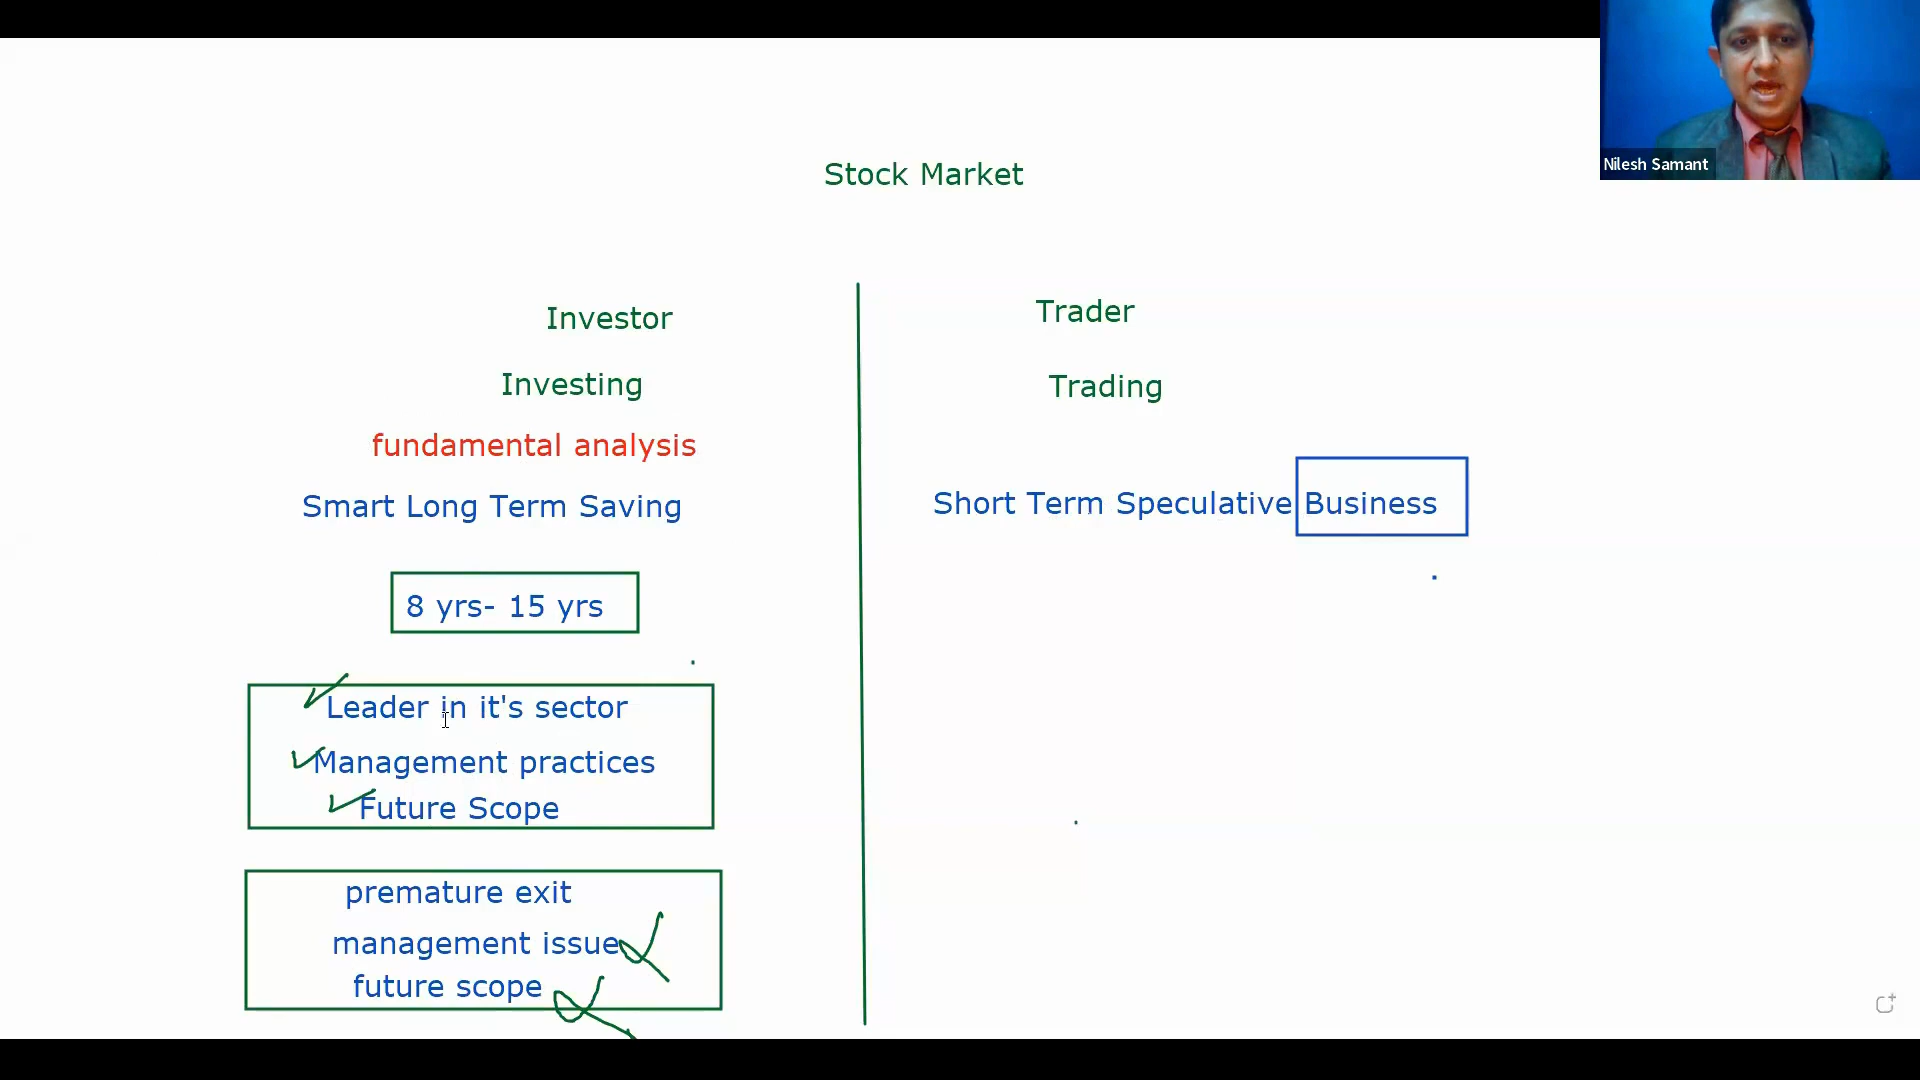 Nilesh Samant
Stock Market
Investor
Investing
fundamental analysis
Smart Long Term Saving
8 yrs- 15 yrs
Leader in it's sector
Management practices
Future Scope
premature exit
management issue
future scope
Trader
Trading
Short Term Speculative Business